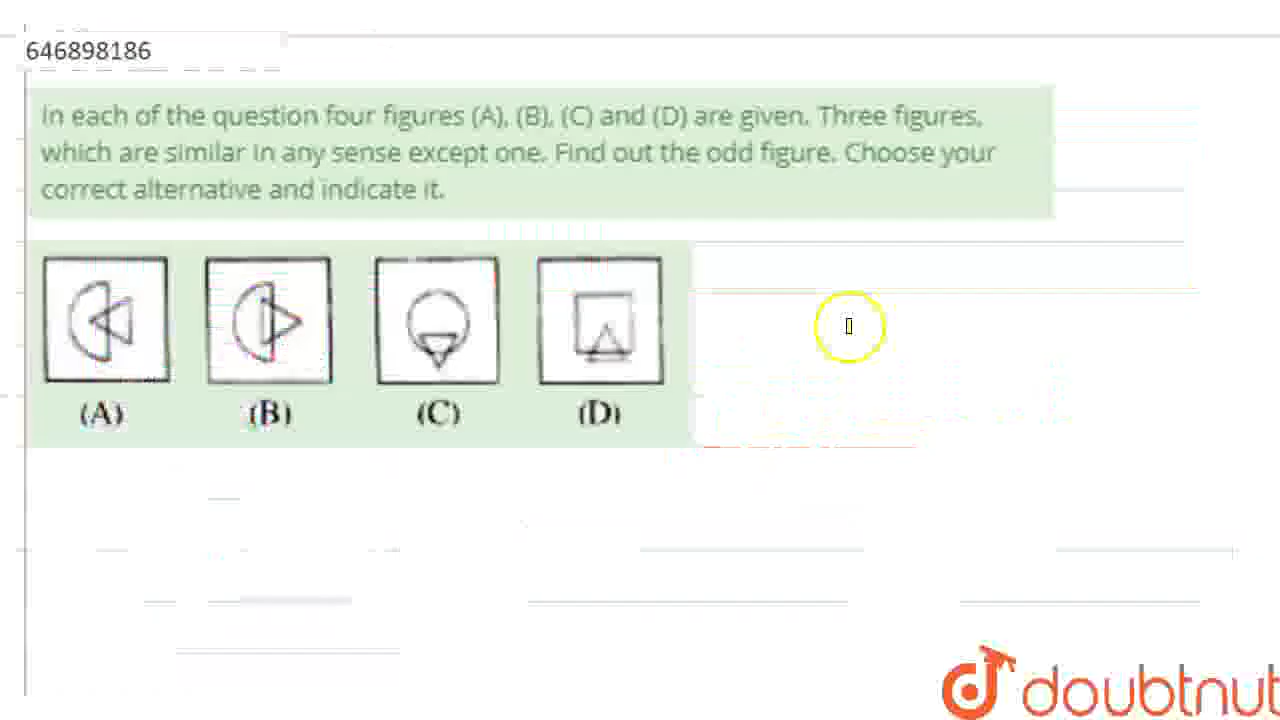 646898186
In each of the question four figures (A), (B), (C) and (D) are given. Three figures,
which are similar in any sense except one. Find out the odd figure. Choose your
correct alternative and indicate it.
(A) (B) (C) (D)
doubtnut